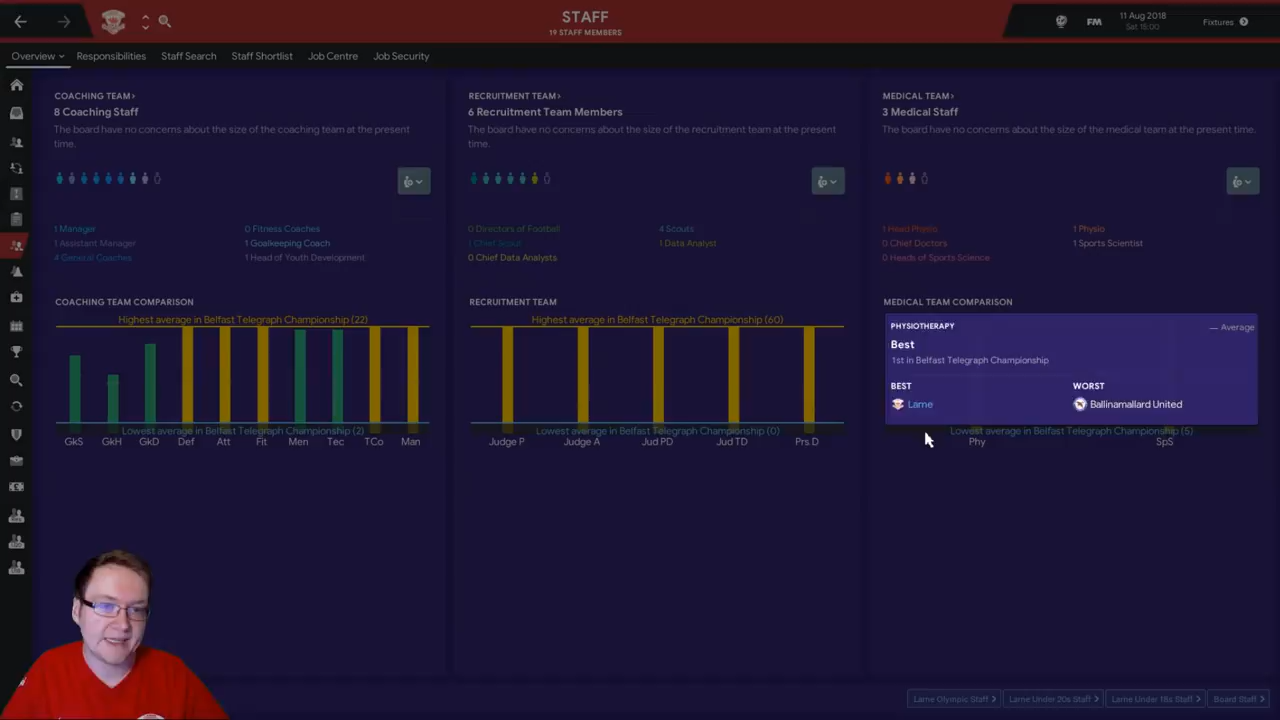 STAFF
19 STAFF MEMBERS
11 Aug 2018
Sat 15:00
FM
Fixtures
Overview
Responsibilities
Staff Search
Staff Shortlist
Job Centre
Job Security
COACHING TEAM>
8 Coaching Staff
The board have no concerns about the size of the coaching team at the present
time.
1 Manager
0 Fitness Coaches
1 Assistant Manager
1 Goalkeeping Coach
4 General Coaches
1 Head of Youth Development
COACHING TEAM COMPARISON
Highest average in Belfast Telegraph Championship (22)
Lowest average in Belfast Telegraph Championship (2)
GkS GkH GkD Def Att Fit Men Tec TCo Man
RECRUITMENT TEAM>
6 Recruitment Team Members
The board have no concerns about the size of the recruitment team at the present
time.
0 Directors of Football
4 Scouts
1 Chief Scout
1 Data Analyst
0 Chief Data Analysts
RECRUITMENT TEAM
Highest average in Belfast Telegraph Championship (60)
Lowest average in Belfast Telegraph Championship (0)
Judge P Judge A Jud PD Jud TD Prs D
MEDICAL TEAM>
3 Medical Staff
The board have no concerns about the size of the medical team at the present time.
1 Head Physio
1 Physio
0 Chief Doctors
1 Sports Scientist
0 Heads of Sports Science
MEDICAL TEAM COMPARISON
PHYSIOTHERAPY
— Average
Best
1st in Belfast Telegraph Championship
BEST
WORST
Larne
Ballinamallard United
Lowest average in Belfast Telegraph Championship (5)
Phy SpS
Larne Olympic Staff >
Larne Under 20s Staff >
Larne Under 18s Staff >
Board Staff >